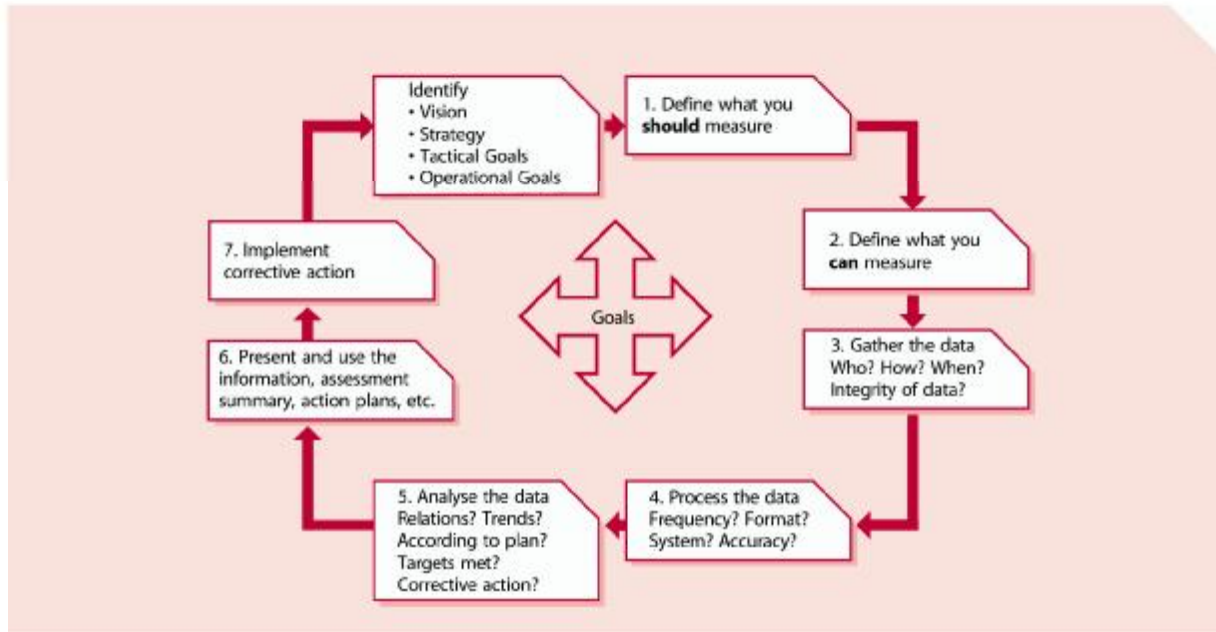 Identify
• Vision
• Strategy
• Tactical Goals
• Operational Goals
1. Define what you
should measure
2. Define what you
can measure
3. Gather the data
Who? How? When?
Integrity of data?
4. Process the data
Frequency? Format?
System? Accuracy?
5. Analyse the data
Relations? Trends?
According to plan?
Targets met?
Corrective action?
6. Present and use the
information, assessment
summary, action plans, etc.
7. Implement
corrective action
Goals